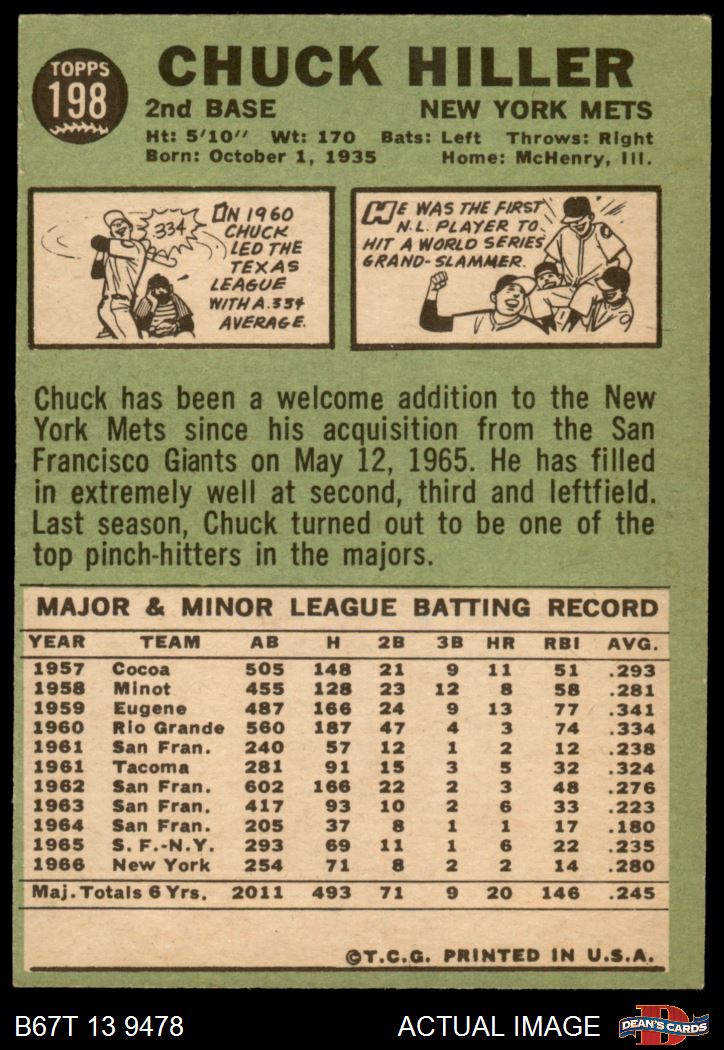 TOPPS
198
CHUCK HILLER
2nd BASE NEW YORK METS
Ht: 5'10" Wt: 170 Bats: Left Throws: Right
Born: October 1, 1935 Home: McHenry, Ill.
.334
IN 1960
CHUCK
LED THE
TEXAS
LEAGUE
WITH A .334
AVERAGE.
HE WAS THE FIRST
N.L. PLAYER TO
HIT A WORLD SERIES
GRAND-SLAMMER.
Chuck has been a welcome addition to the New
York Mets since his acquisition from the San
Francisco Giants on May 12, 1965. He has filled
in extremely well at second, third and leftfield.
Last season, Chuck turned out to be one of the
top pinch-hitters in the majors.
MAJOR & MINOR LEAGUE BATTING RECORD
YEAR TEAM AB H 2B 3B HR RBI AVG.
1957 Cocoa 505 148 21 9 11 51 .293
1958 Minot 455 128 23 12 8 58 .281
1959 Eugene 487 166 24 9 13 77 .341
1960 Rio Grande 560 187 47 4 3 74 .334
1961 San Fran. 240 57 12 1 2 12 .238
1961 Tacoma 281 91 15 3 5 32 .324
1962 San Fran. 602 166 22 2 3 48 .276
1963 San Fran. 417 93 10 2 6 33 .223
1964 San Fran. 205 37 8 1 1 17 .180
1965 S. F.-N.Y. 293 69 11 1 6 22 .235
1966 New York 254 71 8 2 2 14 .280
Maj. Totals 6 Yrs. 2011 493 71 9 20 146 .245
©T.C.G. PRINTED IN U.S.A.
B67T 13 9478 ACTUAL IMAGE
D
DEAN'S CARDS